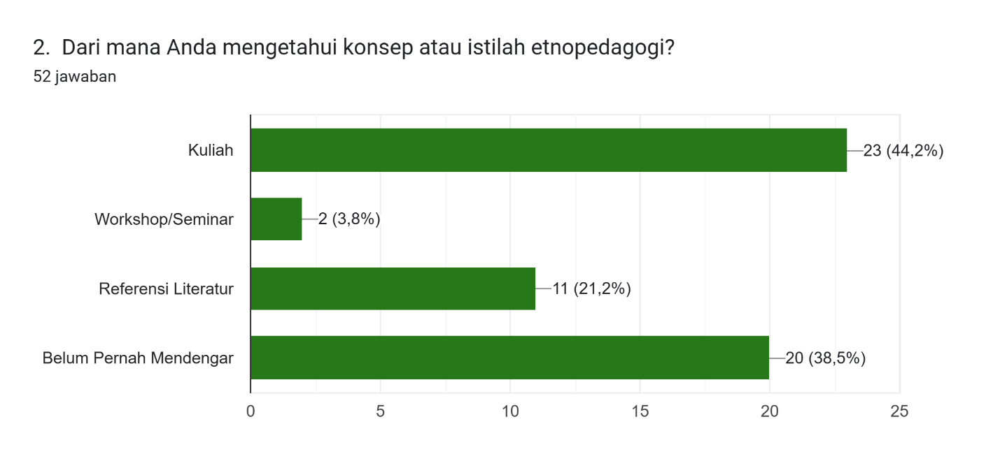 2. Dari mana Anda mengetahui konsep atau istilah etnopedagogi?
52 jawaban
Kuliah
23 (44,2%)
Workshop/Seminar
2 (3,8%)
Referensi Literatur
11 (21,2%)
Belum Pernah Mendengar
20 (38,5%)
0 5 10 15 20 25